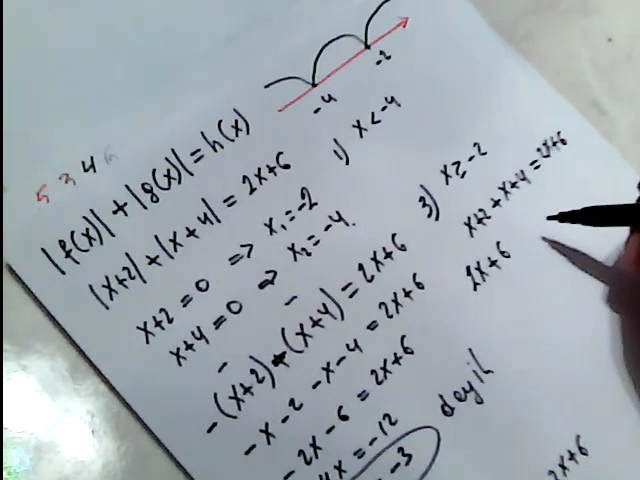 5 3 4 6
|f(x)| + |g(x)| = h(x)
|x+2| + |x+4| = 2x+6
x+2 = 0 => x₁ = -2
x+4 = 0 => x₂ = -4.
-4 -2
1) x < -4
-(x+2) + (x+4) = 2x+6
- -
-x-2 -x-4 = 2x+6
-2x-6 = 2x+6
4x = -12
-3
deyil
3) x ≥ -2
x+2+x+4 = 2x+6
2x+6
2x+6